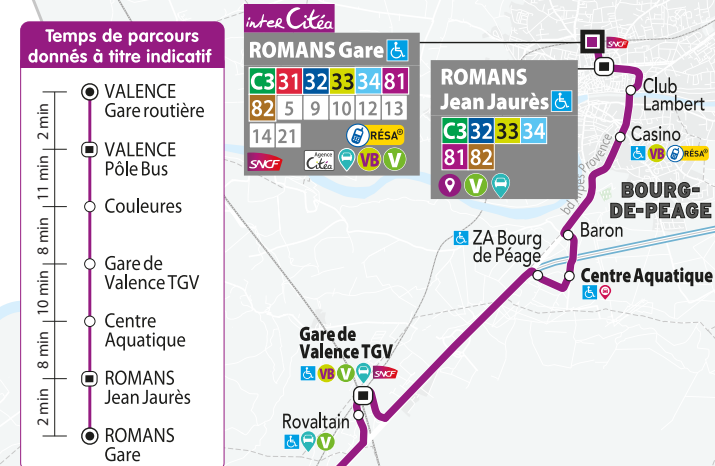 Temps de parcours
donnés à titre indicatif
VALENCE
Gare routière
2 min
VALENCE
Pôle Bus
11 min
Couleures
8 min
Gare de
Valence TGV
10 min
Centre
Aquatique
8 min
ROMANS
Jean Jaurès
2 min
ROMANS
Gare
inter Citéa
ROMANS Gare
C3 31 32 33 34 81
82 5 9 10 12 13
14 21 RÉSA®
SNCF Agence Citéa VB V
ROMANS
Jean Jaurès
C3 32 33 34
81 82
V
SNCF
Club
Lambert
Casino
VB RÉSA®
bd Alpes Provence
BOURG-
DE-PEAGE
Baron
ZA Bourg
de Péage
Centre Aquatique
Gare de
Valence TGV
VB V SNCF
Rovaltain
V